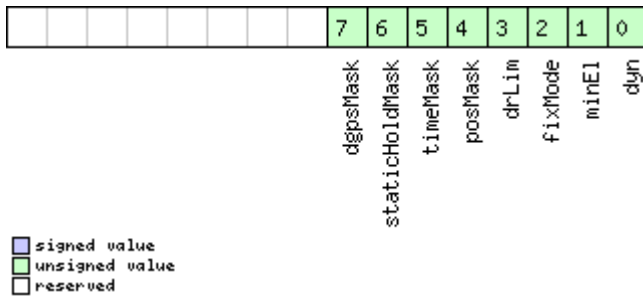 7 6 5 4 3 2 1 0
dgpsMask
staticHoldMask
timeMask
posMask
drLim
fixMode
minEl
dyn
signed value
unsigned value
reserved